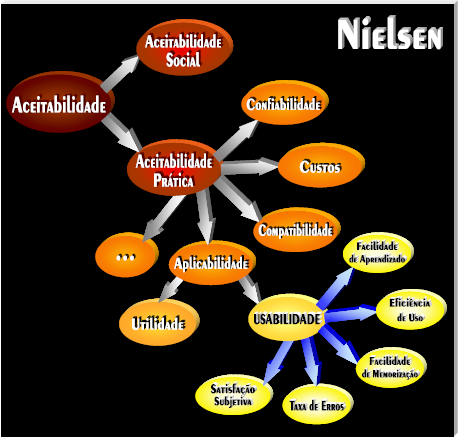 Nielsen
Aceitabilidade
Social
Aceitabilidade
Confiabilidade
Aceitabilidade
Prática
Custos
Compatibilidade
...
Aplicabilidade
Facilidade
de Aprendizado
Utilidade
USABILIDADE
Eficiência
de Uso
Facilidade
de Memorização
Satisfação
Subjetiva
Taxa de Erros